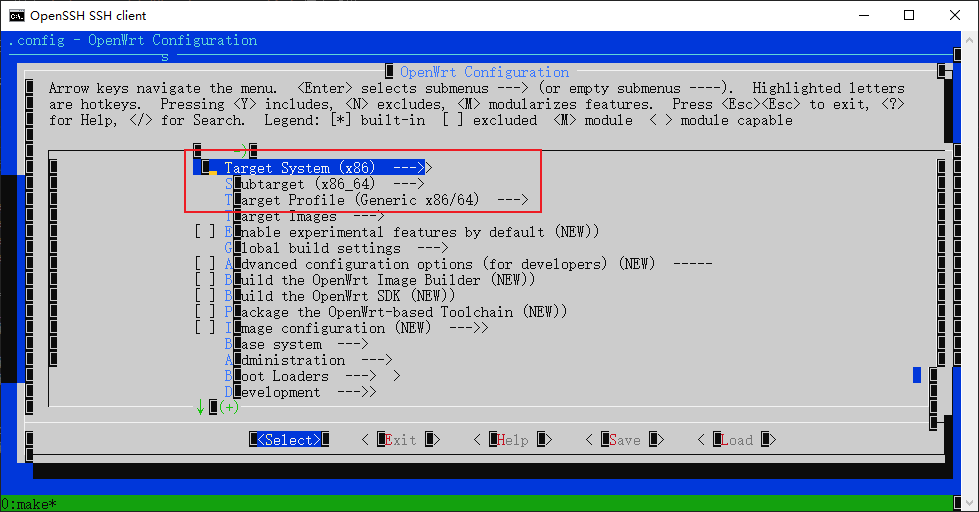 OpenSSH SSH client
.config - OpenWrt Configuration
s
OpenWrt Configuration
Arrow keys navigate the menu.  <Enter> selects submenus ---> (or empty submenus ----).  Highlighted letters
are hotkeys.  Pressing <Y> includes, <N> excludes, <M> modularizes features.  Press <Esc><Esc> to exit, <?>
for Help, </> for Search.  Legend: [*] built-in  [ ] excluded  <M> module  < > module capable
-)
Target System (x86)  --->>
Subtarget (x86_64)  --->
Target Profile (Generic x86/64)  --->
Target Images  --->
[ ] Enable experimental features by default (NEW))
Global build settings  --->
[ ] Advanced configuration options (for developers) (NEW)  -----
[ ] Build the OpenWrt Image Builder (NEW))
[ ] Build the OpenWrt SDK (NEW))
[ ] Package the OpenWrt-based Toolchain (NEW))
[ ] Image configuration (NEW)  --->>
Base system  --->
Administration  --->
Boot Loaders  --->  >
Development  --->>
↓(+)
<Select>    < Exit >    < Help >    < Save >    < Load >
0:make*